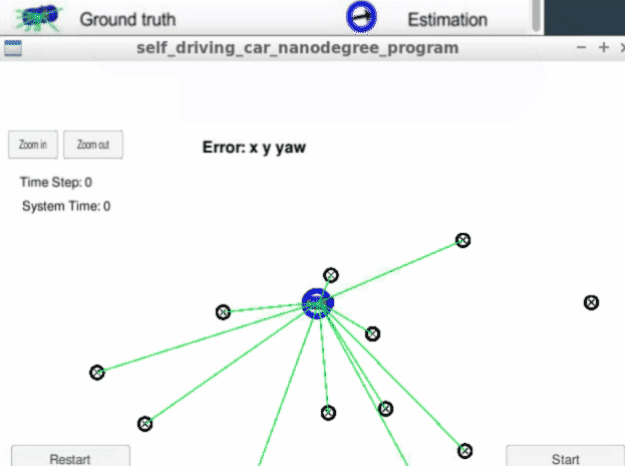 Ground truth Estimation
self_driving_car_nanodegree_program
Zoom in Zoom out
Error: x y yaw
Time Step: 0
System Time: 0
Restart Start